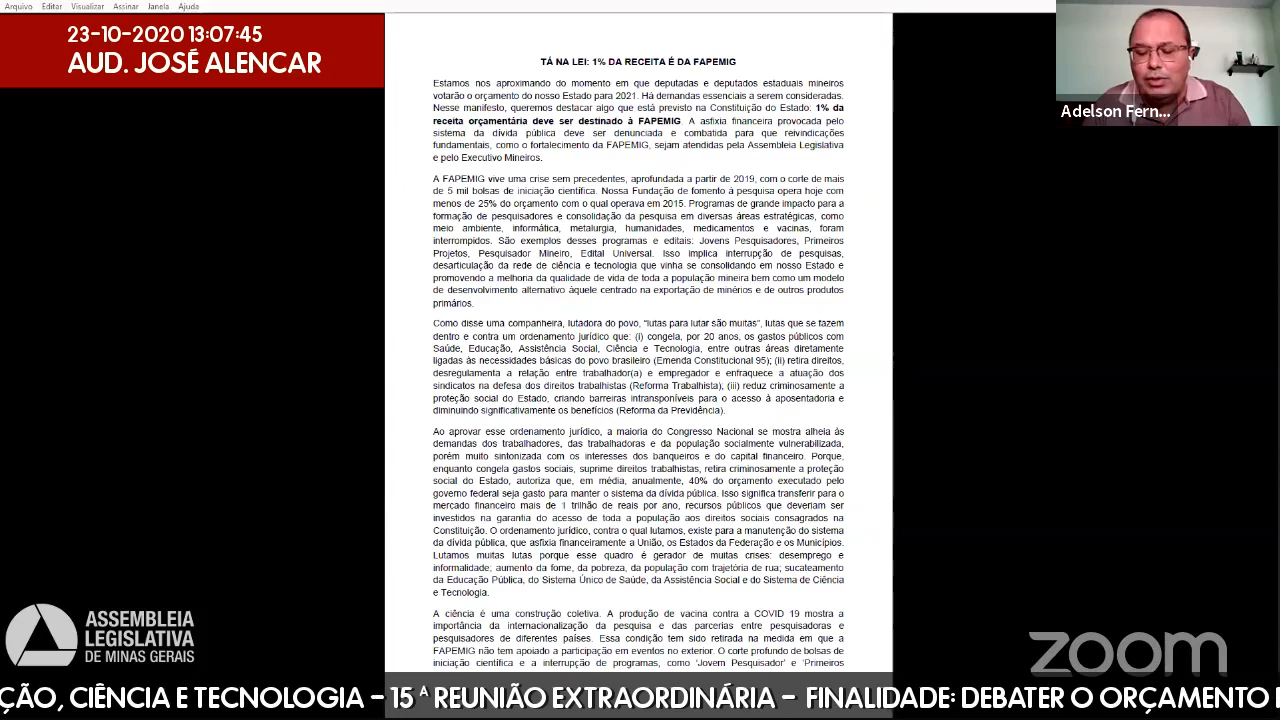 Arquivo Editar Visualizar Assinar Janela Ajuda
23-10-2020 13:07:45
AUD. JOSÉ ALENCAR
TÁ NA LEI: 1% DA RECEITA É DA FAPEMIG
Estamos nos aproximando do momento em que deputadas e deputados estaduais mineiros
votarão o orçamento do nosso Estado para 2021. Há demandas essenciais a serem consideradas.
Nesse manifesto, queremos destacar algo que está previsto na Constituição do Estado: 1% da
receita orçamentária deve ser destinado à FAPEMIG. A asfixia financeira provocada pelo
sistema da dívida pública deve ser denunciada e combatida para que reivindicações
fundamentais, como o fortalecimento da FAPEMIG, sejam atendidas pela Assembleia Legislativa
e pelo Executivo Mineiros.
A FAPEMIG vive uma crise sem precedentes, aprofundada a partir de 2019, com o corte de mais
de 5 mil bolsas de iniciação científica. Nossa Fundação de fomento à pesquisa opera hoje com
menos de 25% do orçamento com o qual operava em 2015. Programas de grande impacto para a
formação de pesquisadores e consolidação da pesquisa em diversas áreas estratégicas, como
meio ambiente, informática, metalurgia, humanidades, medicamentos e vacinas, foram
interrompidos. São exemplos desses programas e editais: Jovens Pesquisadores, Primeiros
Projetos, Pesquisador Mineiro, Edital Universal. Isso implica interrupção de pesquisas,
desarticulação da rede de ciência e tecnologia que vinha se consolidando em nosso Estado e
promovendo a melhoria da qualidade de vida de toda a população mineira bem como um modelo
de desenvolvimento alternativo àquele centrado na exportação de minérios e de outros produtos
primários.
Como disse uma companheira, lutadora do povo, "lutas para lutar são muitas", lutas que se fazem
dentro e contra um ordenamento jurídico que: (i) congela, por 20 anos, os gastos públicos com
Saúde, Educação, Assistência Social, Ciência e Tecnologia, entre outras áreas diretamente
ligadas às necessidades básicas do povo brasileiro (Emenda Constitucional 95); (ii) retira direitos,
desregulamenta a relação entre trabalhador(a) e empregador e enfraquece a atuação dos
sindicatos na defesa dos direitos trabalhistas (Reforma Trabalhista); (iii) reduz criminosamente a
proteção social do Estado, criando barreiras intransponíveis para o acesso à aposentadoria e
diminuindo significativamente os benefícios (Reforma da Previdência).
Ao aprovar esse ordenamento jurídico, a maioria do Congresso Nacional se mostra alheia às
demandas dos trabalhadores, das trabalhadoras e da população socialmente vulnerabilizada,
porém muito sintonizada com os interesses dos banqueiros e do capital financeiro. Porque,
enquanto congela gastos sociais, suprime direitos trabalhistas, retira criminosamente a proteção
social do Estado, autoriza que, em média, anualmente, 40% do orçamento executado pelo
governo federal seja gasto para manter o sistema da dívida pública. Isso significa transferir para o
mercado financeiro mais de 1 trilhão de reais por ano, recursos públicos que deveriam ser
investidos na garantia do acesso de toda a população aos direitos sociais consagrados na
Constituição. O ordenamento jurídico, contra o qual lutamos, existe para a manutenção do sistema
da dívida pública, que asfixia financeiramente a União, os Estados da Federação e os Municípios.
Lutamos muitas lutas porque esse quadro é gerador de muitas crises: desemprego e
informalidade; aumento da fome, da pobreza, da população com trajetória de rua; sucateamento
da Educação Pública, do Sistema Único de Saúde, da Assistência Social e do Sistema de Ciência
e Tecnologia.
A ciência é uma construção coletiva. A produção de vacina contra a COVID 19 mostra a
importância da internacionalização da pesquisa e das parcerias entre pesquisadoras e
pesquisadores de diferentes países. Essa condição tem sido retirada na medida em que a
FAPEMIG não tem apoiado a participação em eventos no exterior. O corte profundo de bolsas de
iniciação científica e a interrupção de programas, como 'Jovem Pesquisador' e 'Primeiros
Adelson Fern...
ASSEMBLEIA
LEGISLATIVA
DE MINAS GERAIS
zoom
ÇÃO, CIÊNCIA E TECNOLOGIA – 15 ª REUNIÃO EXTRAORDINÁRIA – FINALIDADE: DEBATER O ORÇAMENTO